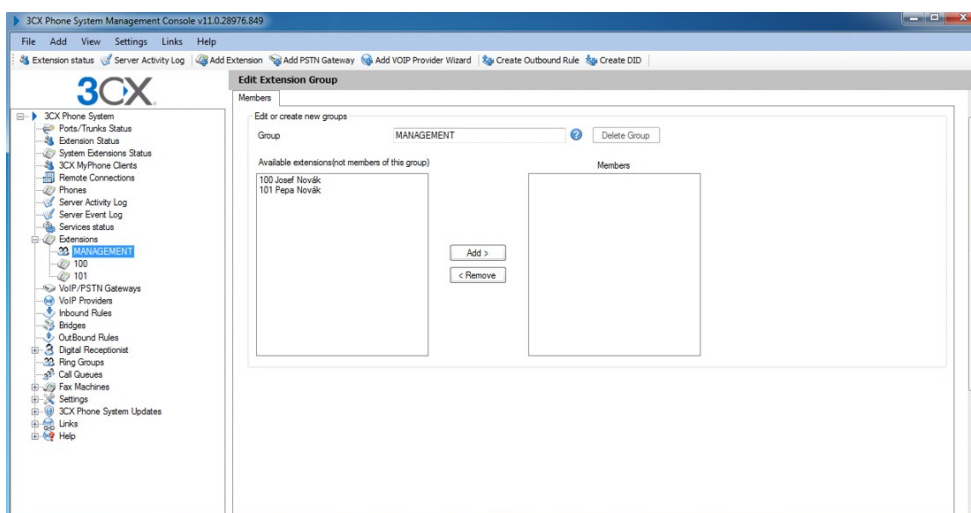 3CX Phone System Management Console v11.0.28976.849
File Add View Settings Links Help
Extension status Server Activity Log Add Extension Add PSTN Gateway Add VOIP Provider Wizard Create Outbound Rule Create DID
3CX
3CX Phone System
Ports/Trunks Status
Extension Status
System Extensions Status
3CX MyPhone Clients
Remote Connections
Phones
Server Activity Log
Server Event Log
Services status
Extensions
MANAGEMENT
100
101
VoIP/PSTN Gateways
VoIP Providers
Inbound Rules
Bridges
OutBound Rules
Digital Receptionist
Ring Groups
Call Queues
Fax Machines
Settings
3CX Phone System Updates
Links
Help
Edit Extension Group
Members
Edit or create new groups
Group MANAGEMENT ? Delete Group
Available extensions(not members of this group) Members
100 Josef Novák
101 Pepa Novák
Add >
< Remove